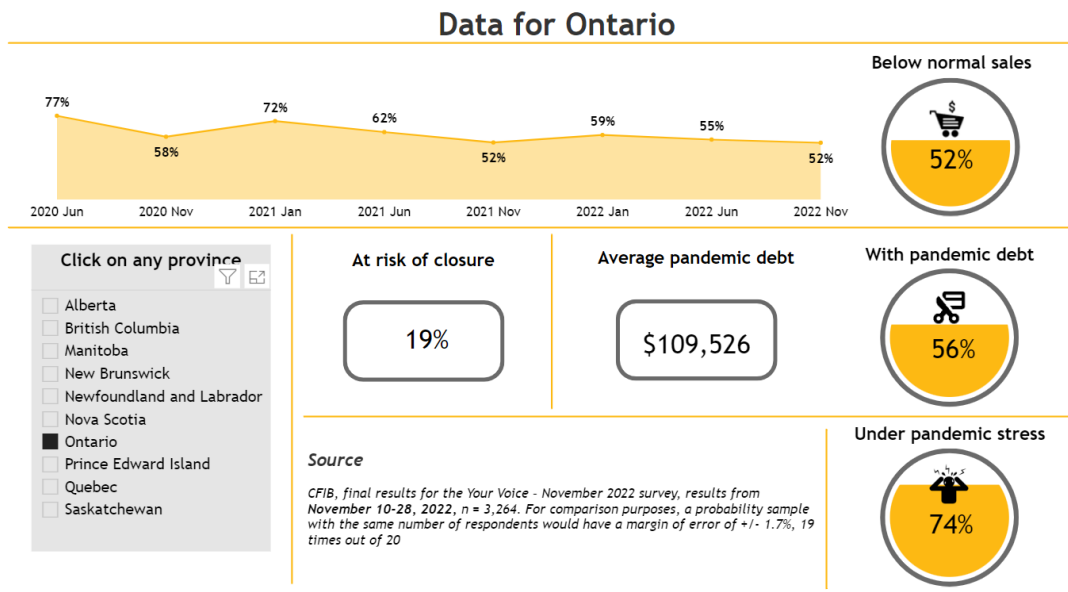 Data for Ontario
Below normal sales
77%
58%
72%
62%
52%
59%
55%
52%
2020 Jun
2020 Nov
2021 Jan
2021 Jun
2021 Nov
2022 Jan
2022 Jun
2022 Nov
$
52%
Click on any province
Alberta
British Columbia
Manitoba
New Brunswick
Newfoundland and Labrador
Nova Scotia
Ontario
Prince Edward Island
Quebec
Saskatchewan
At risk of closure
19%
Average pandemic debt
$109,526
With pandemic debt
56%
Source
CFIB, final results for the Your Voice - November 2022 survey, results from
November 10-28, 2022, n = 3,264. For comparison purposes, a probability sample
with the same number of respondents would have a margin of error of +/- 1.7%, 19
times out of 20
Under pandemic stress
74%